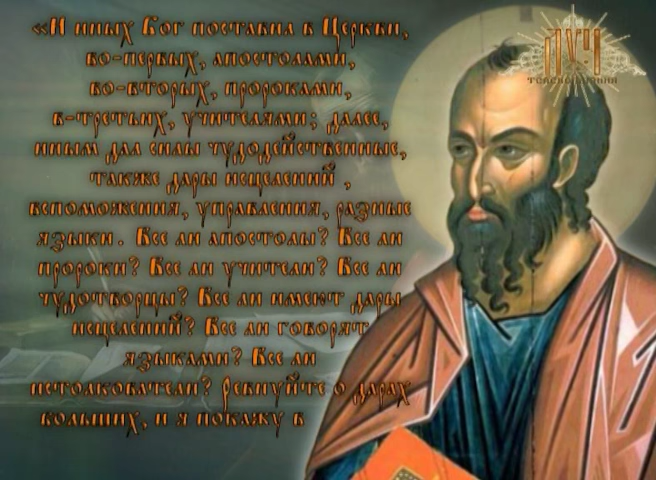 «И иных Бог поставил в Церкви,
во-первых, апостолами,
во-вторых, пророками,
в-третьих, учителями; далее,
иным дал силы чудодейственные,
также дары исцелений ,
вспоможения, управления, разные
языки. Все ли апостолы? Все ли
пророки? Все ли учители? Все ли
чудотворцы? Все ли имеют дары
исцелений? Все ли говорят
языками? Все ли
истолкователи? Ревнуйте о дарах
больших, и я покажу в
ЛУЧ
телекомпания